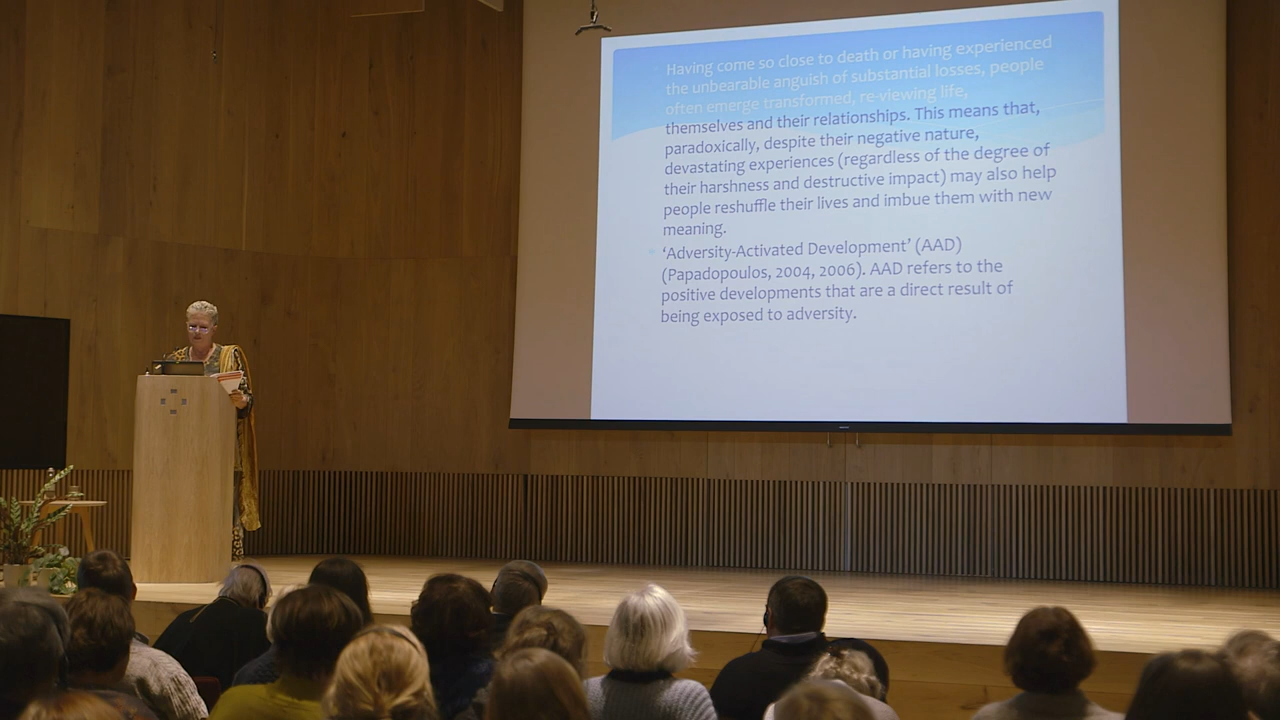 Having come so close to death or having experienced
the unbearable anguish of substantial losses, people
often emerge transformed, re-viewing life,
themselves and their relationships. This means that,
paradoxically, despite their negative nature,
devastating experiences (regardless of the degree of
their harshness and destructive impact) may also help
people reshuffle their lives and imbue them with new
meaning.
‘Adversity-Activated Development’ (AAD)
(Papadopoulos, 2004, 2006). AAD refers to the
positive developments that are a direct result of
being exposed to adversity.